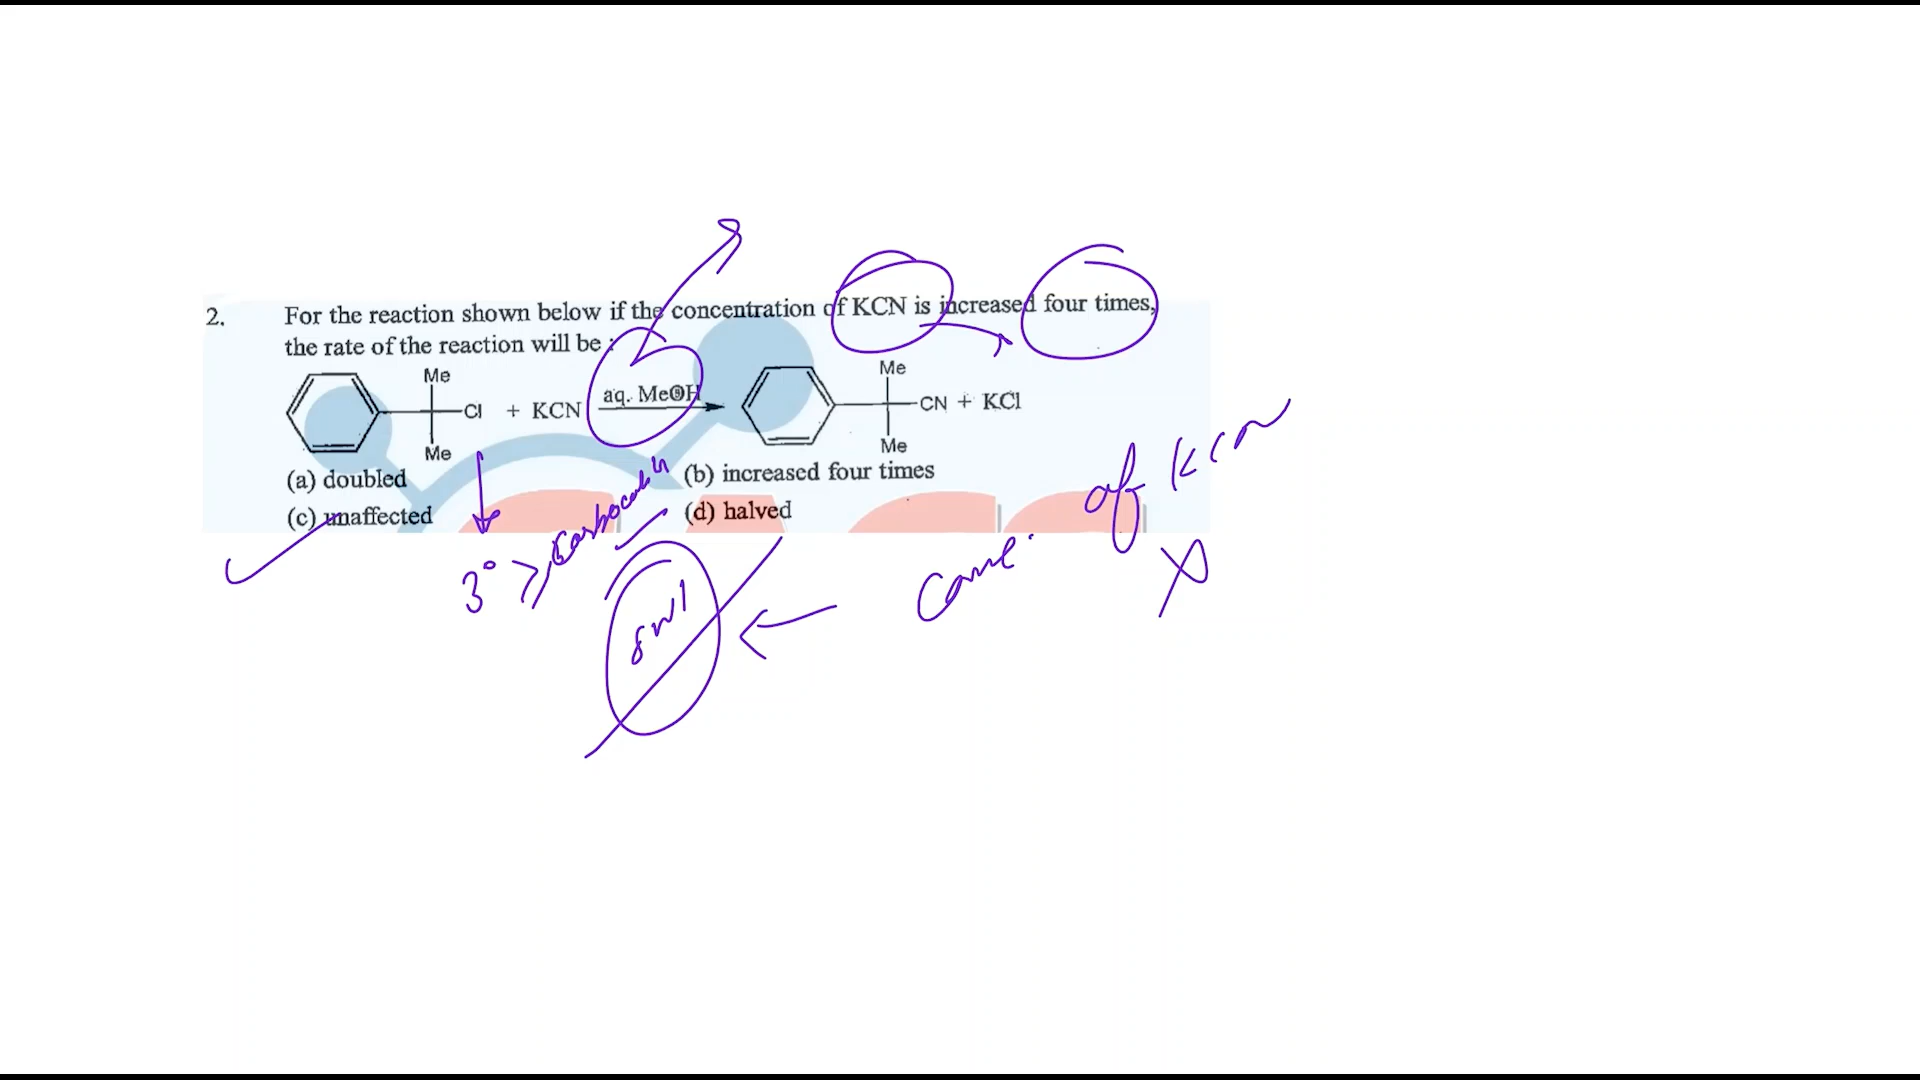 2. For the reaction shown below if the concentration of KCN is increased four times,
the rate of the reaction will be :
Me Me
Cl + KCN aq. MeOH CN + KCl
Me Me
(a) doubled (b) increased four times
(c) unaffected (d) halved
of KCN
3°
SN1
X